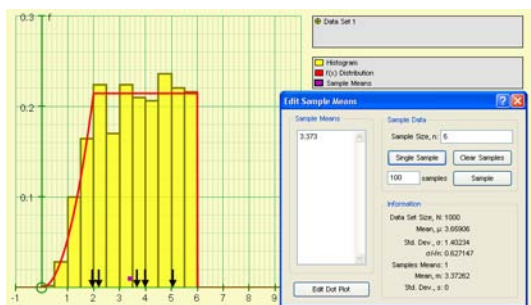 0.3
f
0.2
0.1
-1 0 1 2 3 4 5 6 7 8 9
Data Set 1
Histogram
f(x) Distribution
Sample Means
Edit Sample Means
Sample Means
3.373
Edit Dot Plot
Sample Data
Sample Size, n: 6
Single Sample Clear Samples
100 samples Sample
Information
Data Set Size, N: 1000
Mean, μ: 3.65906
Std. Dev., σ: 1.40234
σ/√n: 0.627147
Samples Means: 1
Mean, m: 3.37262
Std. Dev., s: 0